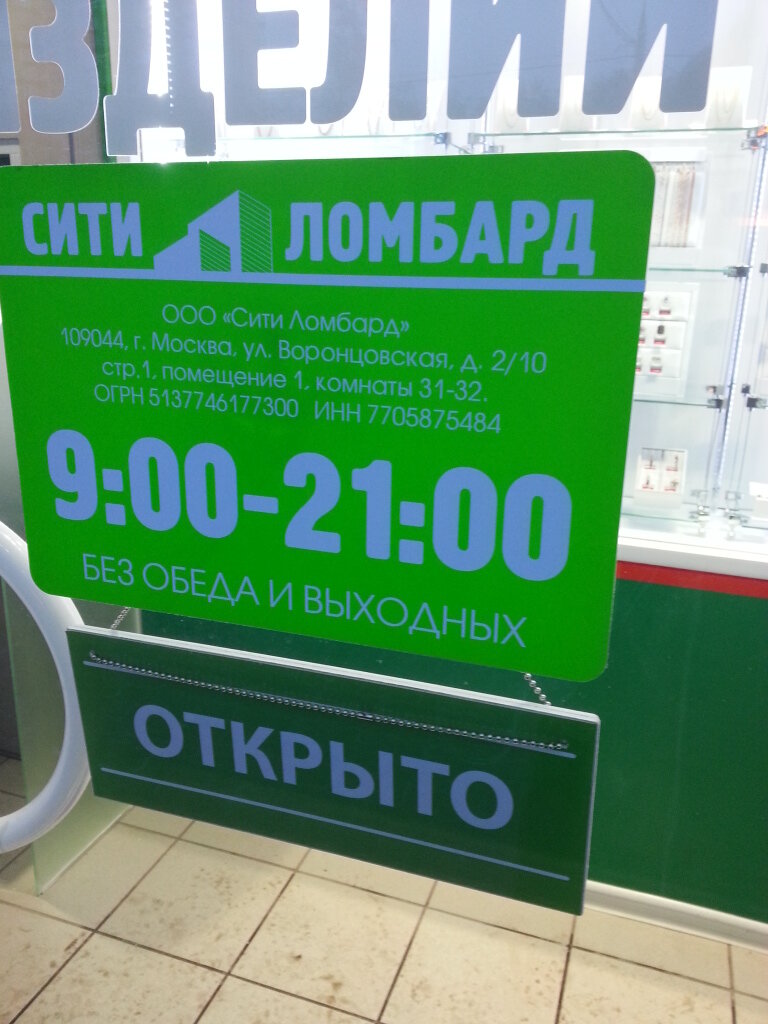 ИЗДЕЛИЙ
СИТИ ЛОМБАРД
ООО «Сити Ломбард»
109044, г. Москва, ул. Воронцовская, д. 2/10
стр.1, помещение 1, комнаты 31-32.
ОГРН 5137746177300 ИНН 7705875484
9:00-21:00
БЕЗ ОБЕДА И ВЫХОДНЫХ
ОТКРЫТО